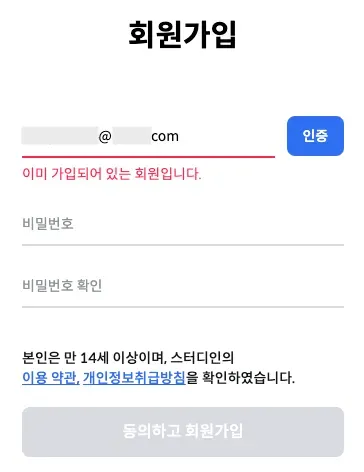 회원가입
@ com
인증
이미 가입되어 있는 회원입니다.
비밀번호
비밀번호 확인
본인은 만 14세 이상이며, 스터디인의
이용 약관, 개인정보취급방침을 확인하였습니다.
동의하고 회원가입